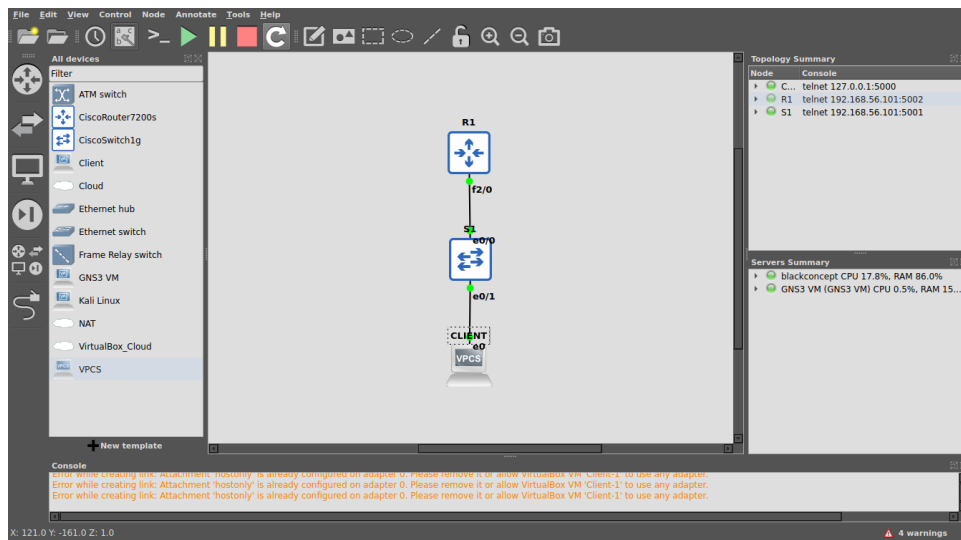 File Edit View Control Node Annotate Tools Help
All devices
Filter
ATM switch
CiscoRouter7200s
CiscoSwitch1g
Client
Cloud
Ethernet hub
Ethernet switch
Frame Relay switch
GNS3 VM
Kali Linux
NAT
VirtualBox_Cloud
VPCS
New template
R1
f2/0
S1
e0/0
e0/1
CLIENT
e0
VPCS
Topology Summary
Node Console
C... telnet 127.0.0.1:5000
R1 telnet 192.168.56.101:5002
S1 telnet 192.168.56.101:5001
Servers Summary
blackconcept CPU 17.8%, RAM 86.0%
GNS3 VM (GNS3 VM) CPU 0.5%, RAM 15...
Console
Error while creating link: Attachment 'hostonly' is already configured on adapter 0. Please remove it or allow VirtualBox VM 'Client-1' to use any adapter.
Error while creating link: Attachment 'hostonly' is already configured on adapter 0. Please remove it or allow VirtualBox VM 'Client-1' to use any adapter.
Error while creating link: Attachment 'hostonly' is already configured on adapter 0. Please remove it or allow VirtualBox VM 'Client-1' to use any adapter.
X: 121.0 Y: -161.0 Z: 1.0
4 warnings